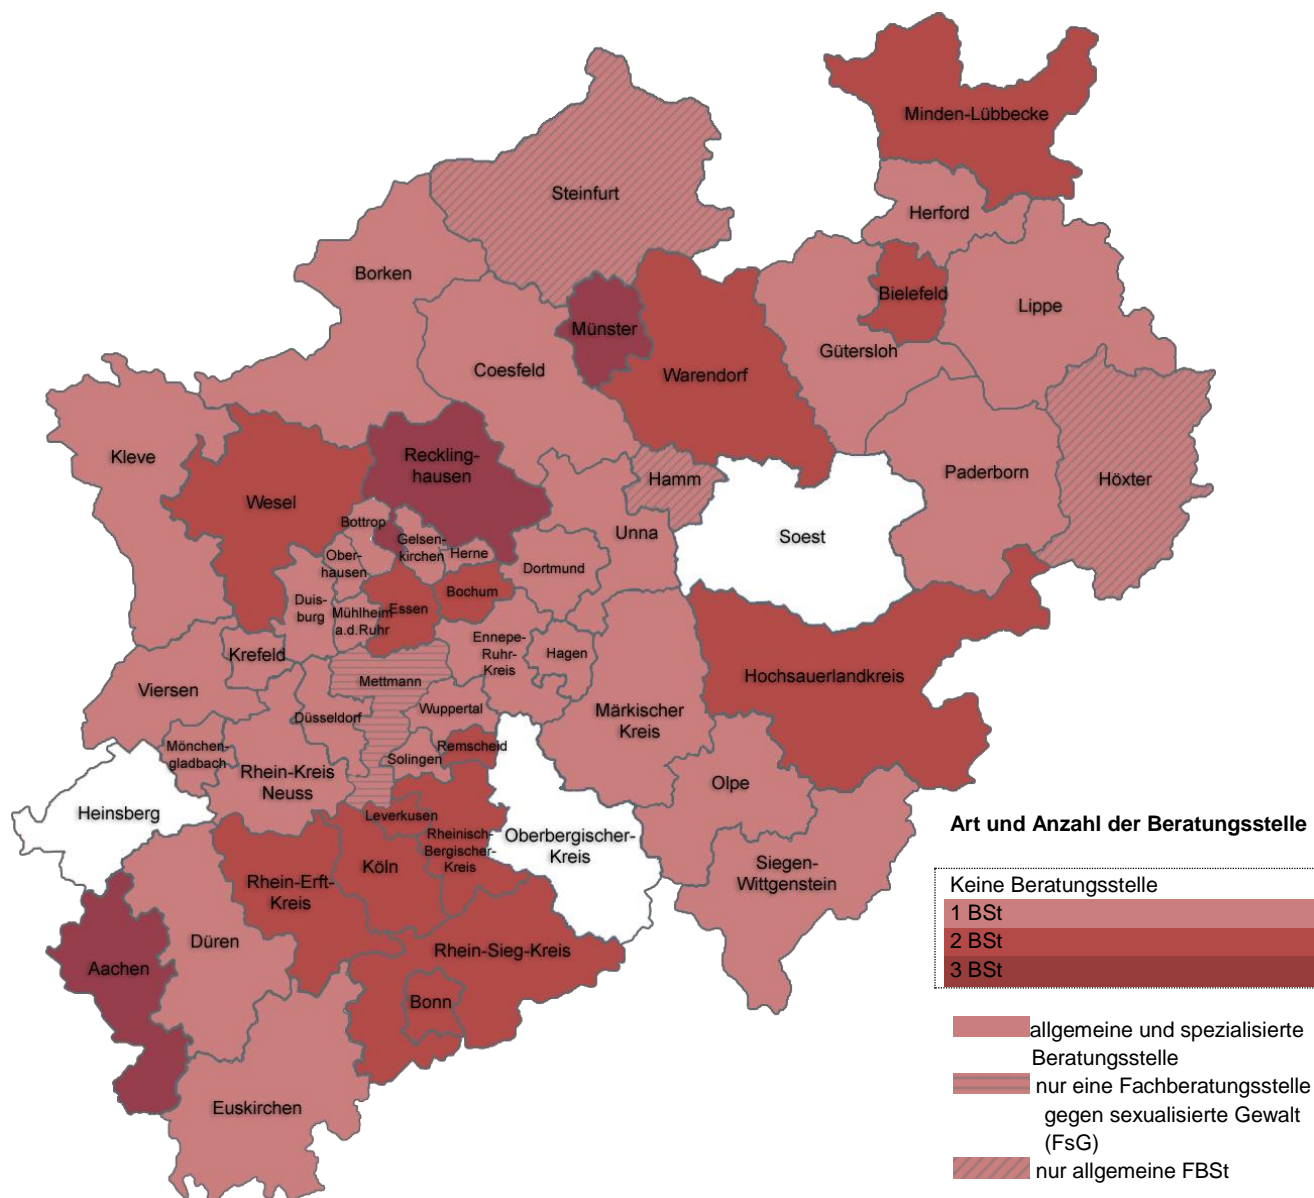 Minden-Lübbecke
Steinfurt
Herford
Borken
Bielefeld
Lippe
Münster
Gütersloh
Coesfeld
Warendorf
Kleve
Reckling-
hausen
Paderborn
Höxter
Hamm
Wesel
Soest
Bottrop
Gelsen-
kirchen
Unna
Herne
Ober-
hausen
Dortmund
Bochum
Duis-
burg
Mühlheim
a.d.Ruhr
Essen
Ennepe-
Ruhr-
Kreis
Hagen
Krefeld
Mettmann
Hochsauerlandkreis
Viersen
Wuppertal
Düsseldorf
Märkischer
Kreis
Mönchen-
gladbach
Remscheid
Solingen
Rhein-Kreis
Neuss
Olpe
Heinsberg
Leverkusen
Rheinisch-
Bergischer-
Kreis
Oberbergischer-
Kreis
Köln
Siegen-
Wittgenstein
Rhein-Erft-
Kreis
Düren
Rhein-Sieg-Kreis
Aachen
Bonn
Euskirchen
Art und Anzahl der Beratungsstelle
Keine Beratungsstelle
1 BSt
2 BSt
3 BSt
allgemeine und spezialisierte
Beratungsstelle
nur eine Fachberatungsstelle
gegen sexualisierte Gewalt
(FsG)
nur allgemeine FBSt